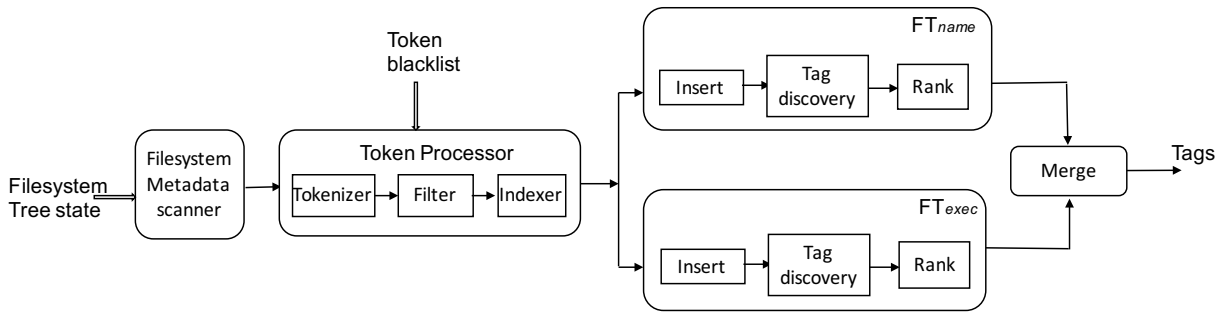 Filesystem
Tree state
Filesystem
Metadata
scanner
Token
blacklist
Token Processor
Tokenizer
Filter
Indexer
FTname
Insert
Tag
discovery
Rank
FTexec
Insert
Tag
discovery
Rank
Merge
Tags